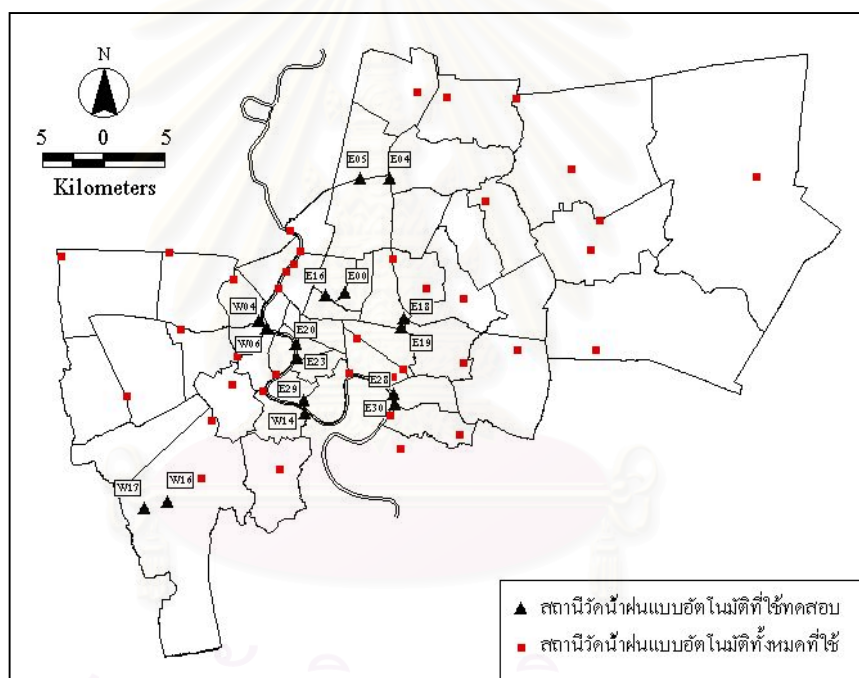 N
5 0 5
Kilometers
E05 E04
E16 E00
W04 E18
E20
W06 E19
E23
E29 E28
E30
W14
W17 W16
สถานีวัดน้ำฝนแบบอัตโนมัติที่ใช้ทดสอบ
สถานีวัดน้ำฝนแบบอัตโนมัติทั้งหมดที่ใช้